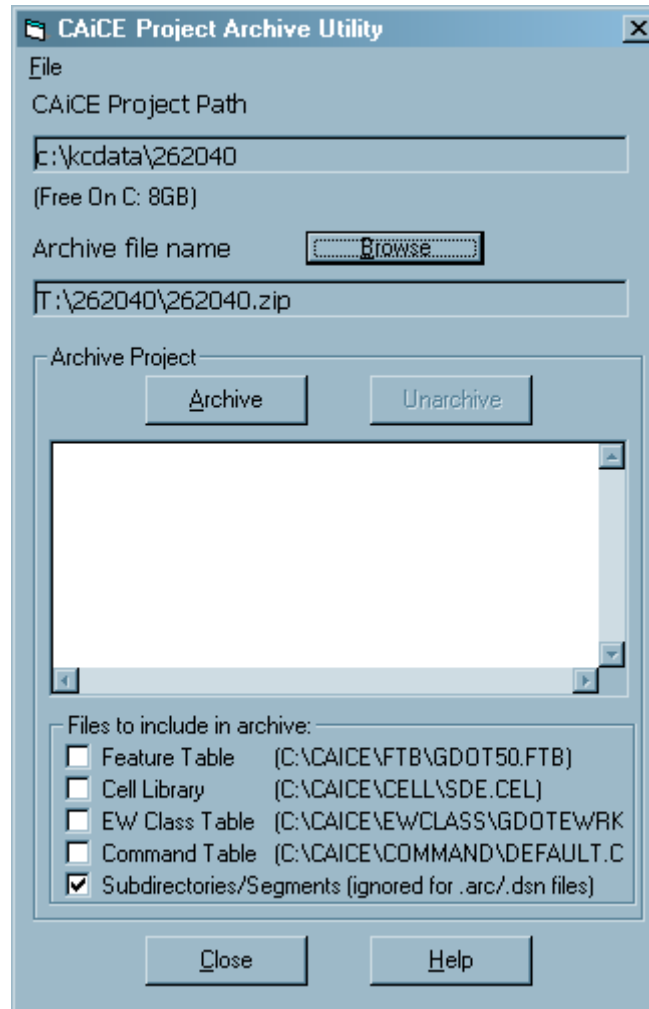 CAiCE Project Archive Utility
File
CAiCE Project Path
c:\kcdata\262040
(Free On C: 8GB)
Archive file name Browse
T:\262040\262040.zip
Archive Project
Archive Unarchive
Files to include in archive:
Feature Table (C:\CAICE\FTB\GDOT50.FTB)
Cell Library (C:\CAICE\CELL\SDE.CEL)
EW Class Table (C:\CAICE\EWCLASS\GDOTEWRK
Command Table (C:\CAICE\COMMAND\DEFAULT.C
Subdirectories/Segments (ignored for .arc/.dsn files)
Close Help